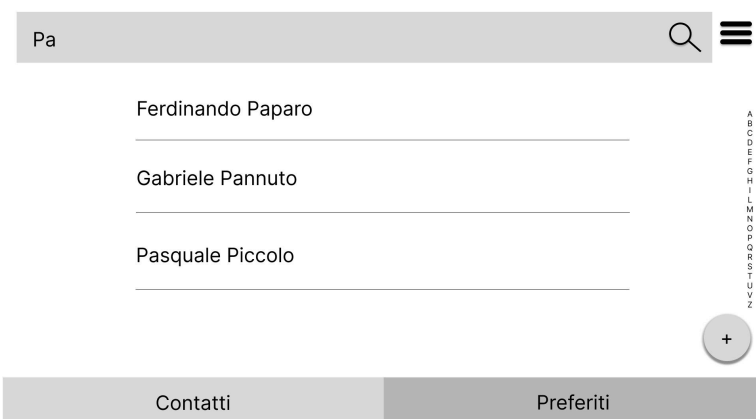 Pa
Ferdinando Paparo
Gabriele Pannuto
Pasquale Piccolo
A
B
C
D
E
F
G
H
I
L
M
N
O
P
Q
R
S
T
U
V
Z
+
Contatti Preferiti